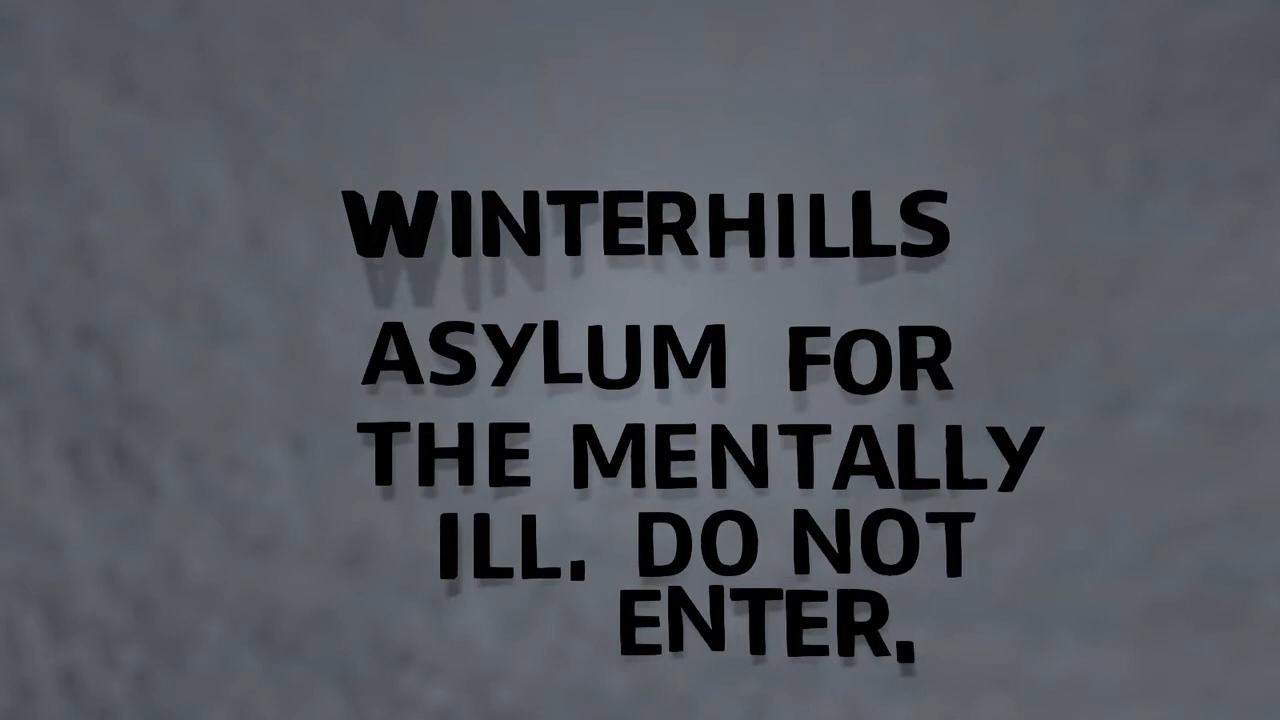 WINTERHILLS
ASYLUM FOR
THE MENTALLY
ILL. DO NOT
ENTER.